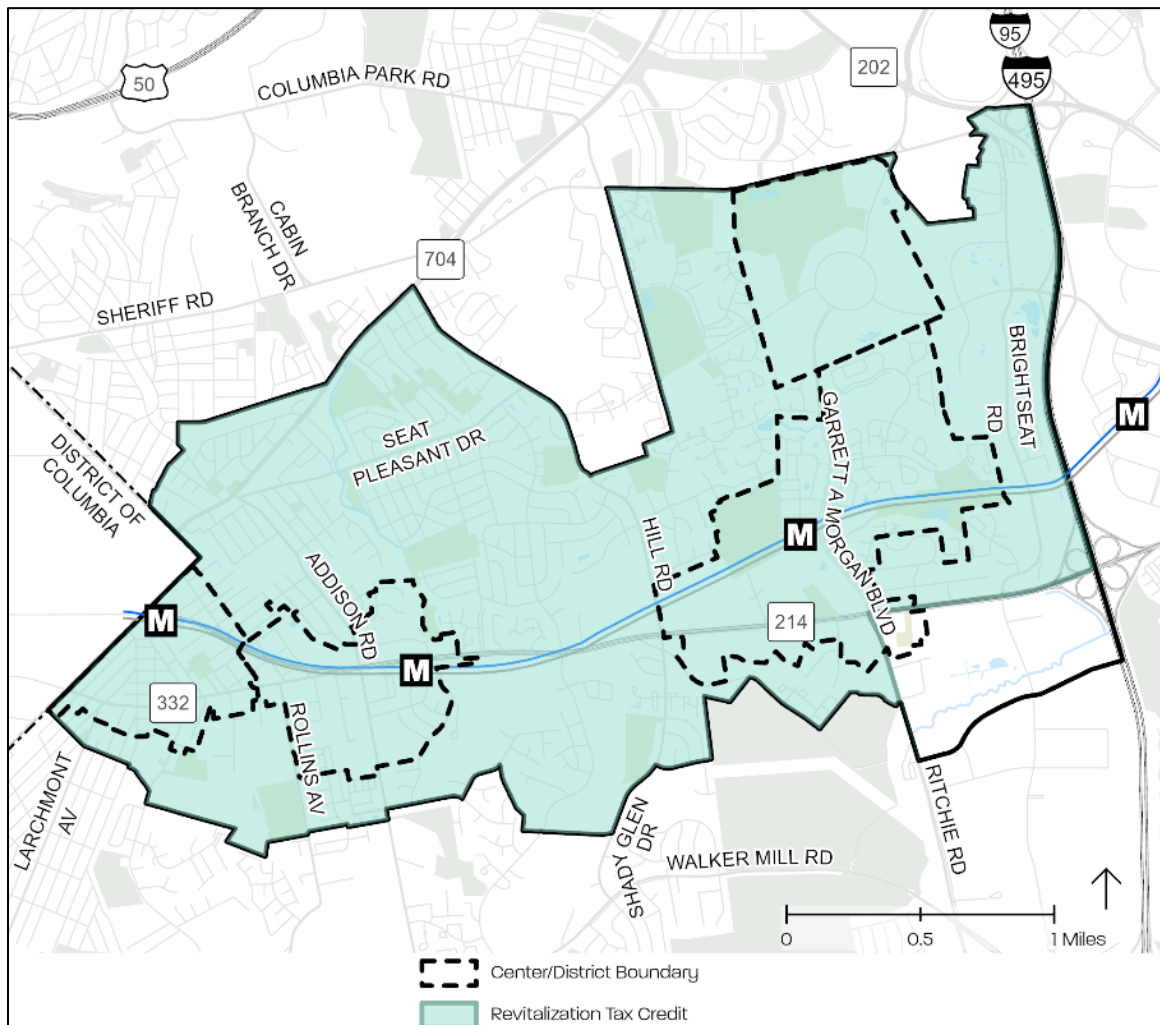 95
495
50
202
COLUMBIA PARK RD
CABIN
BRANCH DR
704
SHERIFF RD
BRIGHTSEAT
RD
M
SEAT
PLEASANT DR
GARRETT A MORGAN BLVD
DISTRICT OF
COLUMBIA
M
HILL RD
ADDISON RD
M
214
M
332
ROLLINS AV
LARCHMONT
AV
SHADY GLEN
DR
RITCHIE RD
WALKER MILL RD
0
0.5
1 Miles
Center/District Boundary
Revitalization Tax Credit